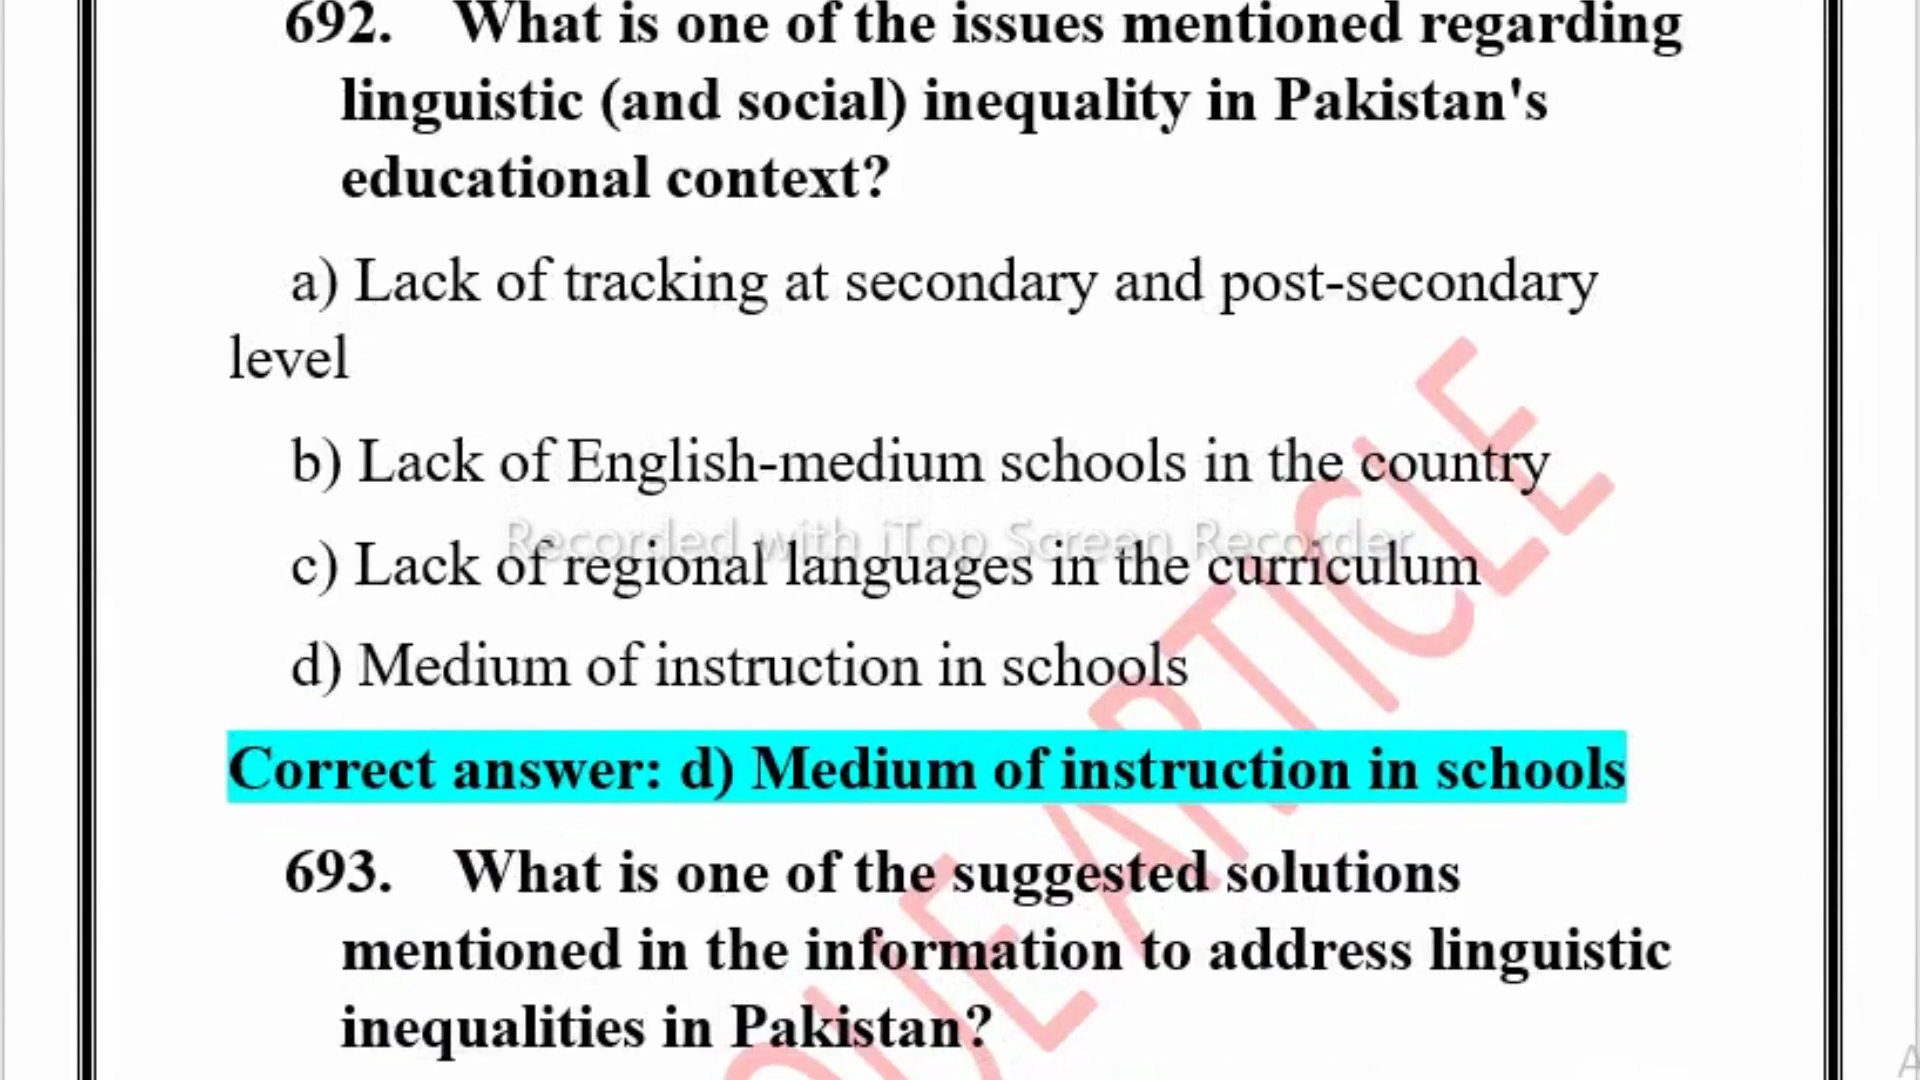 692. What is one of the issues mentioned regarding
linguistic (and social) inequality in Pakistan's
educational context?
a) Lack of tracking at secondary and post-secondary
level
b) Lack of English-medium schools in the country
Recorded with iTop Screen Recorder
c) Lack of regional languages in the curriculum
d) Medium of instruction in schools
Correct answer: d) Medium of instruction in schools
693. What is one of the suggested solutions
mentioned in the information to address linguistic
inequalities in Pakistan?
ARTICLE